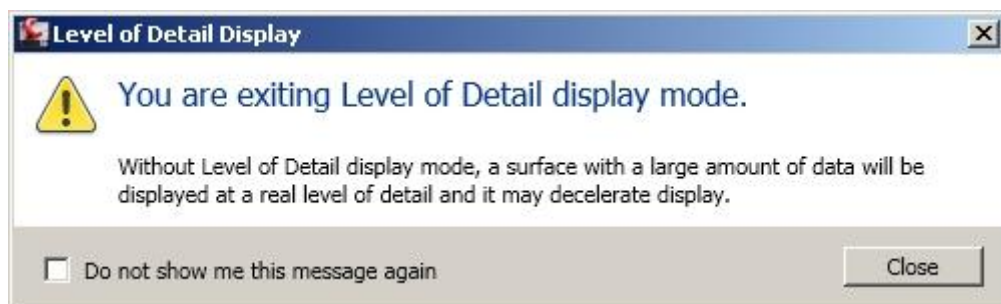 Level of Detail Display
You are exiting Level of Detail display mode.
Without Level of Detail display mode, a surface with a large amount of data will be
displayed at a real level of detail and it may decelerate display.
Do not show me this message again
Close